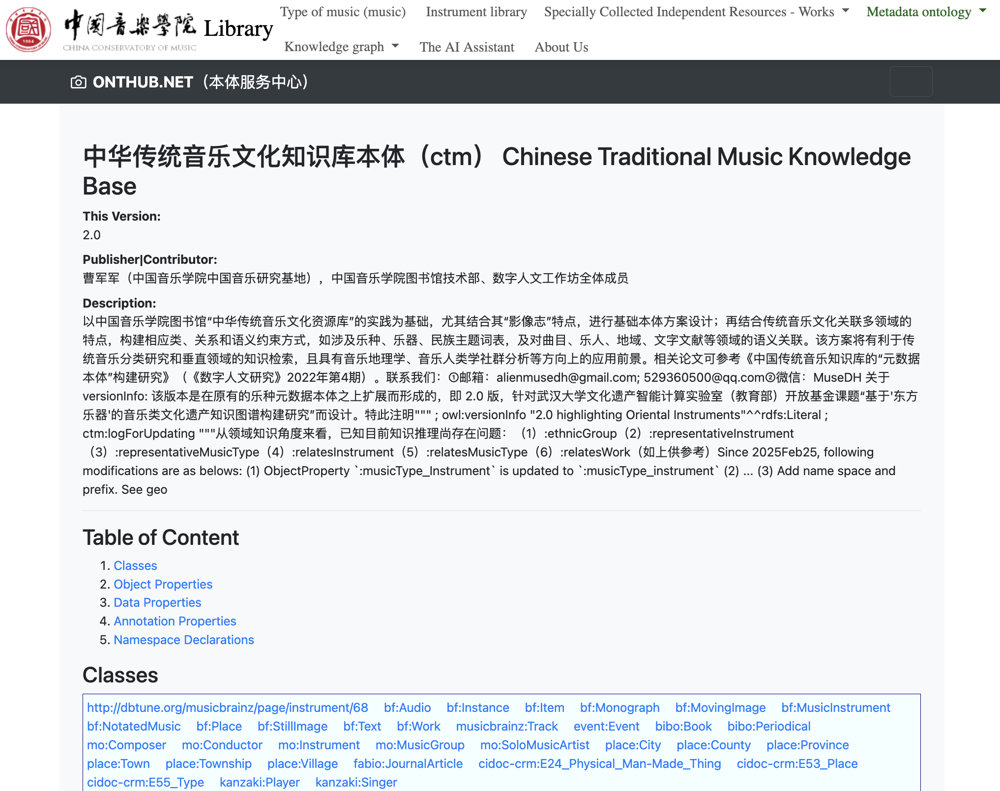 中國音樂學院
CHINA CONSERVATORY OF MUSIC
1964
Library
Type of music (music) Instrument library Specially Collected Independent Resources - Works Metadata ontology
Knowledge graph The AI Assistant About Us
ONTHUB.NET（本体服务中心）
中华传统音乐文化知识库本体（ctm） Chinese Traditional Music Knowledge
Base
This Version:
2.0
Publisher|Contributor:
曹军军（中国音乐学院中国音乐研究基地），中国音乐学院图书馆技术部、数字人文工作坊全体成员
Description:
以中国音乐学院图书馆“中华传统音乐文化资源库”的实践为基础，尤其结合其“影像志”特点，进行基础本体方案设计；再结合传统音乐文化关联多领域的
特点，构建相应类、关系和语义约束方式，如涉及乐种、乐器、民族主题词表，及对曲目、乐人、地域、文字文献等领域的语义关联。该方案将有利于传
统音乐分类研究和垂直领域的知识检索，且具有音乐地理学、音乐人类学社群分析等方向上的应用前景。相关论文可参考《中国传统音乐知识库的“元数据
本体”构建研究》（《数字人文研究》2022年第4期）。联系我们：①邮箱：alienmusedh@gmail.com; 529360500@qq.com②微信：MuseDH 关于
versionInfo: 该版本是在原有的乐种元数据本体之上扩展而形成的，即 2.0 版，针对武汉大学文化遗产智能计算实验室（教育部）开放基金课题“基于'东方
乐器'的音乐类文化遗产知识图谱构建研究”而设计。特此注明""" ; owl:versionInfo "2.0 highlighting Oriental Instruments"^^rdfs:Literal ;
ctm:logForUpdating """从领域知识角度来看，已知目前知识推理尚存在问题：（1）:ethnicGroup（2）:representativeInstrument
（3）:representativeMusicType（4）:relatesInstrument（5）:relatesMusicType（6）:relatesWork（如上供参考）Since 2025Feb25, following
modifications are as belows: (1) ObjectProperty `:musicType_Instrument` is updated to `:musicType_instrument` (2) ... (3) Add name space and
prefix. See geo
Table of Content
1. Classes
2. Object Properties
3. Data Properties
4. Annotation Properties
5. Namespace Declarations
Classes
http://dbtune.org/musicbrainz/page/instrument/68 bf:Audio bf:Instance bf:Item bf:Monograph bf:MovingImage bf:MusicInstrument
bf:NotatedMusic bf:Place bf:StillImage bf:Text bf:Work musicbrainz:Track event:Event bibo:Book bibo:Periodical
mo:Composer mo:Conductor mo:Instrument mo:MusicGroup mo:SoloMusicArtist place:City place:County place:Province
place:Town place:Township place:Village fabio:JournalArticle cidoc-crm:E24_Physical_Man-Made_Thing cidoc-crm:E53_Place
cidoc-crm:E55_Type kanzaki:Player kanzaki:Singer